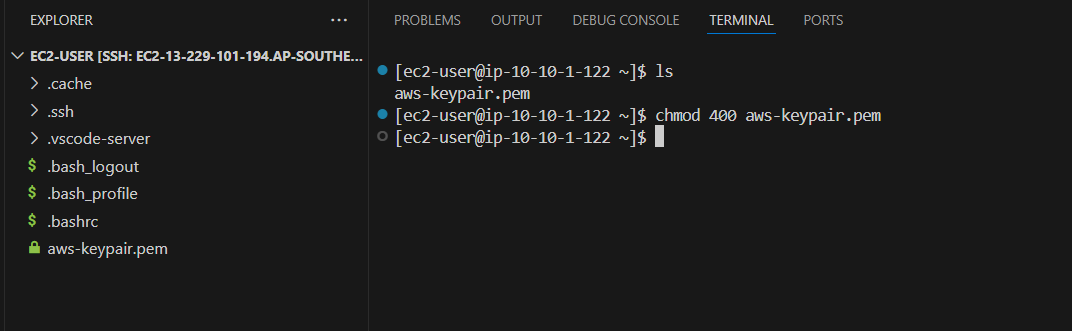 EXPLORER
EC2-USER [SSH: EC2-13-229-101-194.AP-SOUTHE...
.cache
.ssh
.vscode-server
$ .bash_logout
$ .bash_profile
$ .bashrc
aws-keypair.pem
PROBLEMS OUTPUT DEBUG CONSOLE TERMINAL PORTS
[ec2-user@ip-10-10-1-122 ~]$ ls
aws-keypair.pem
[ec2-user@ip-10-10-1-122 ~]$ chmod 400 aws-keypair.pem
[ec2-user@ip-10-10-1-122 ~]$